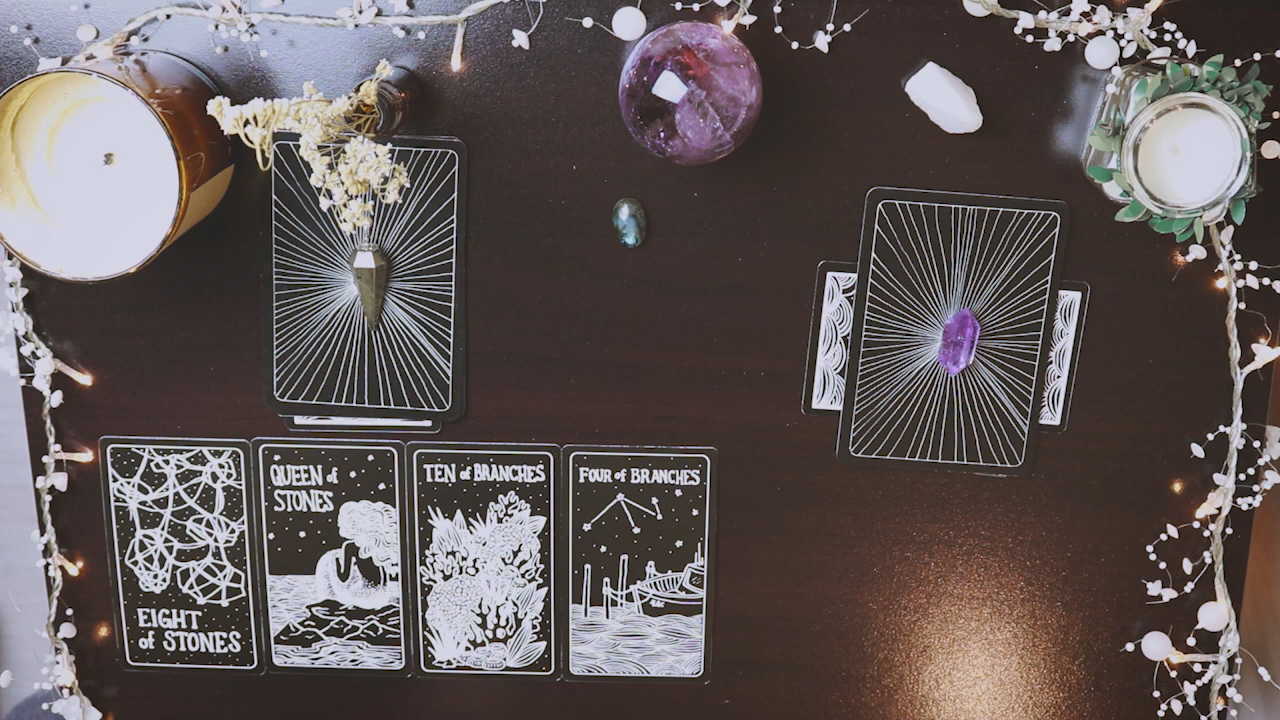 EIGHT
of STONES
QUEEN of
STONES
TEN of BRANCHES
FOUR of BRANCHES